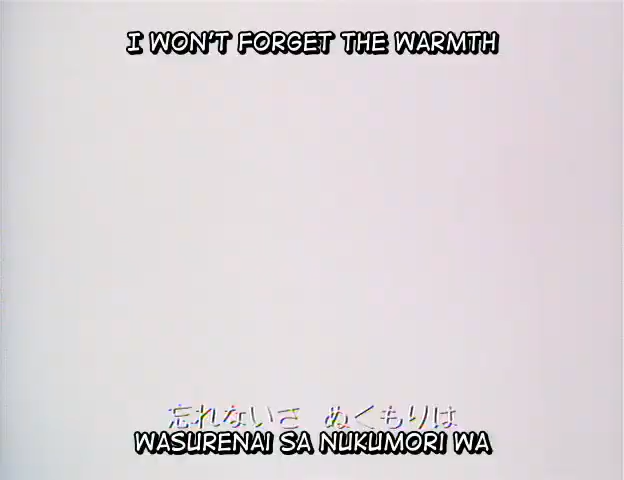 I WON'T FORGET THE WARMTH
忘れないさ ぬくもりは
WASURENAI SA NUKUMORI WA